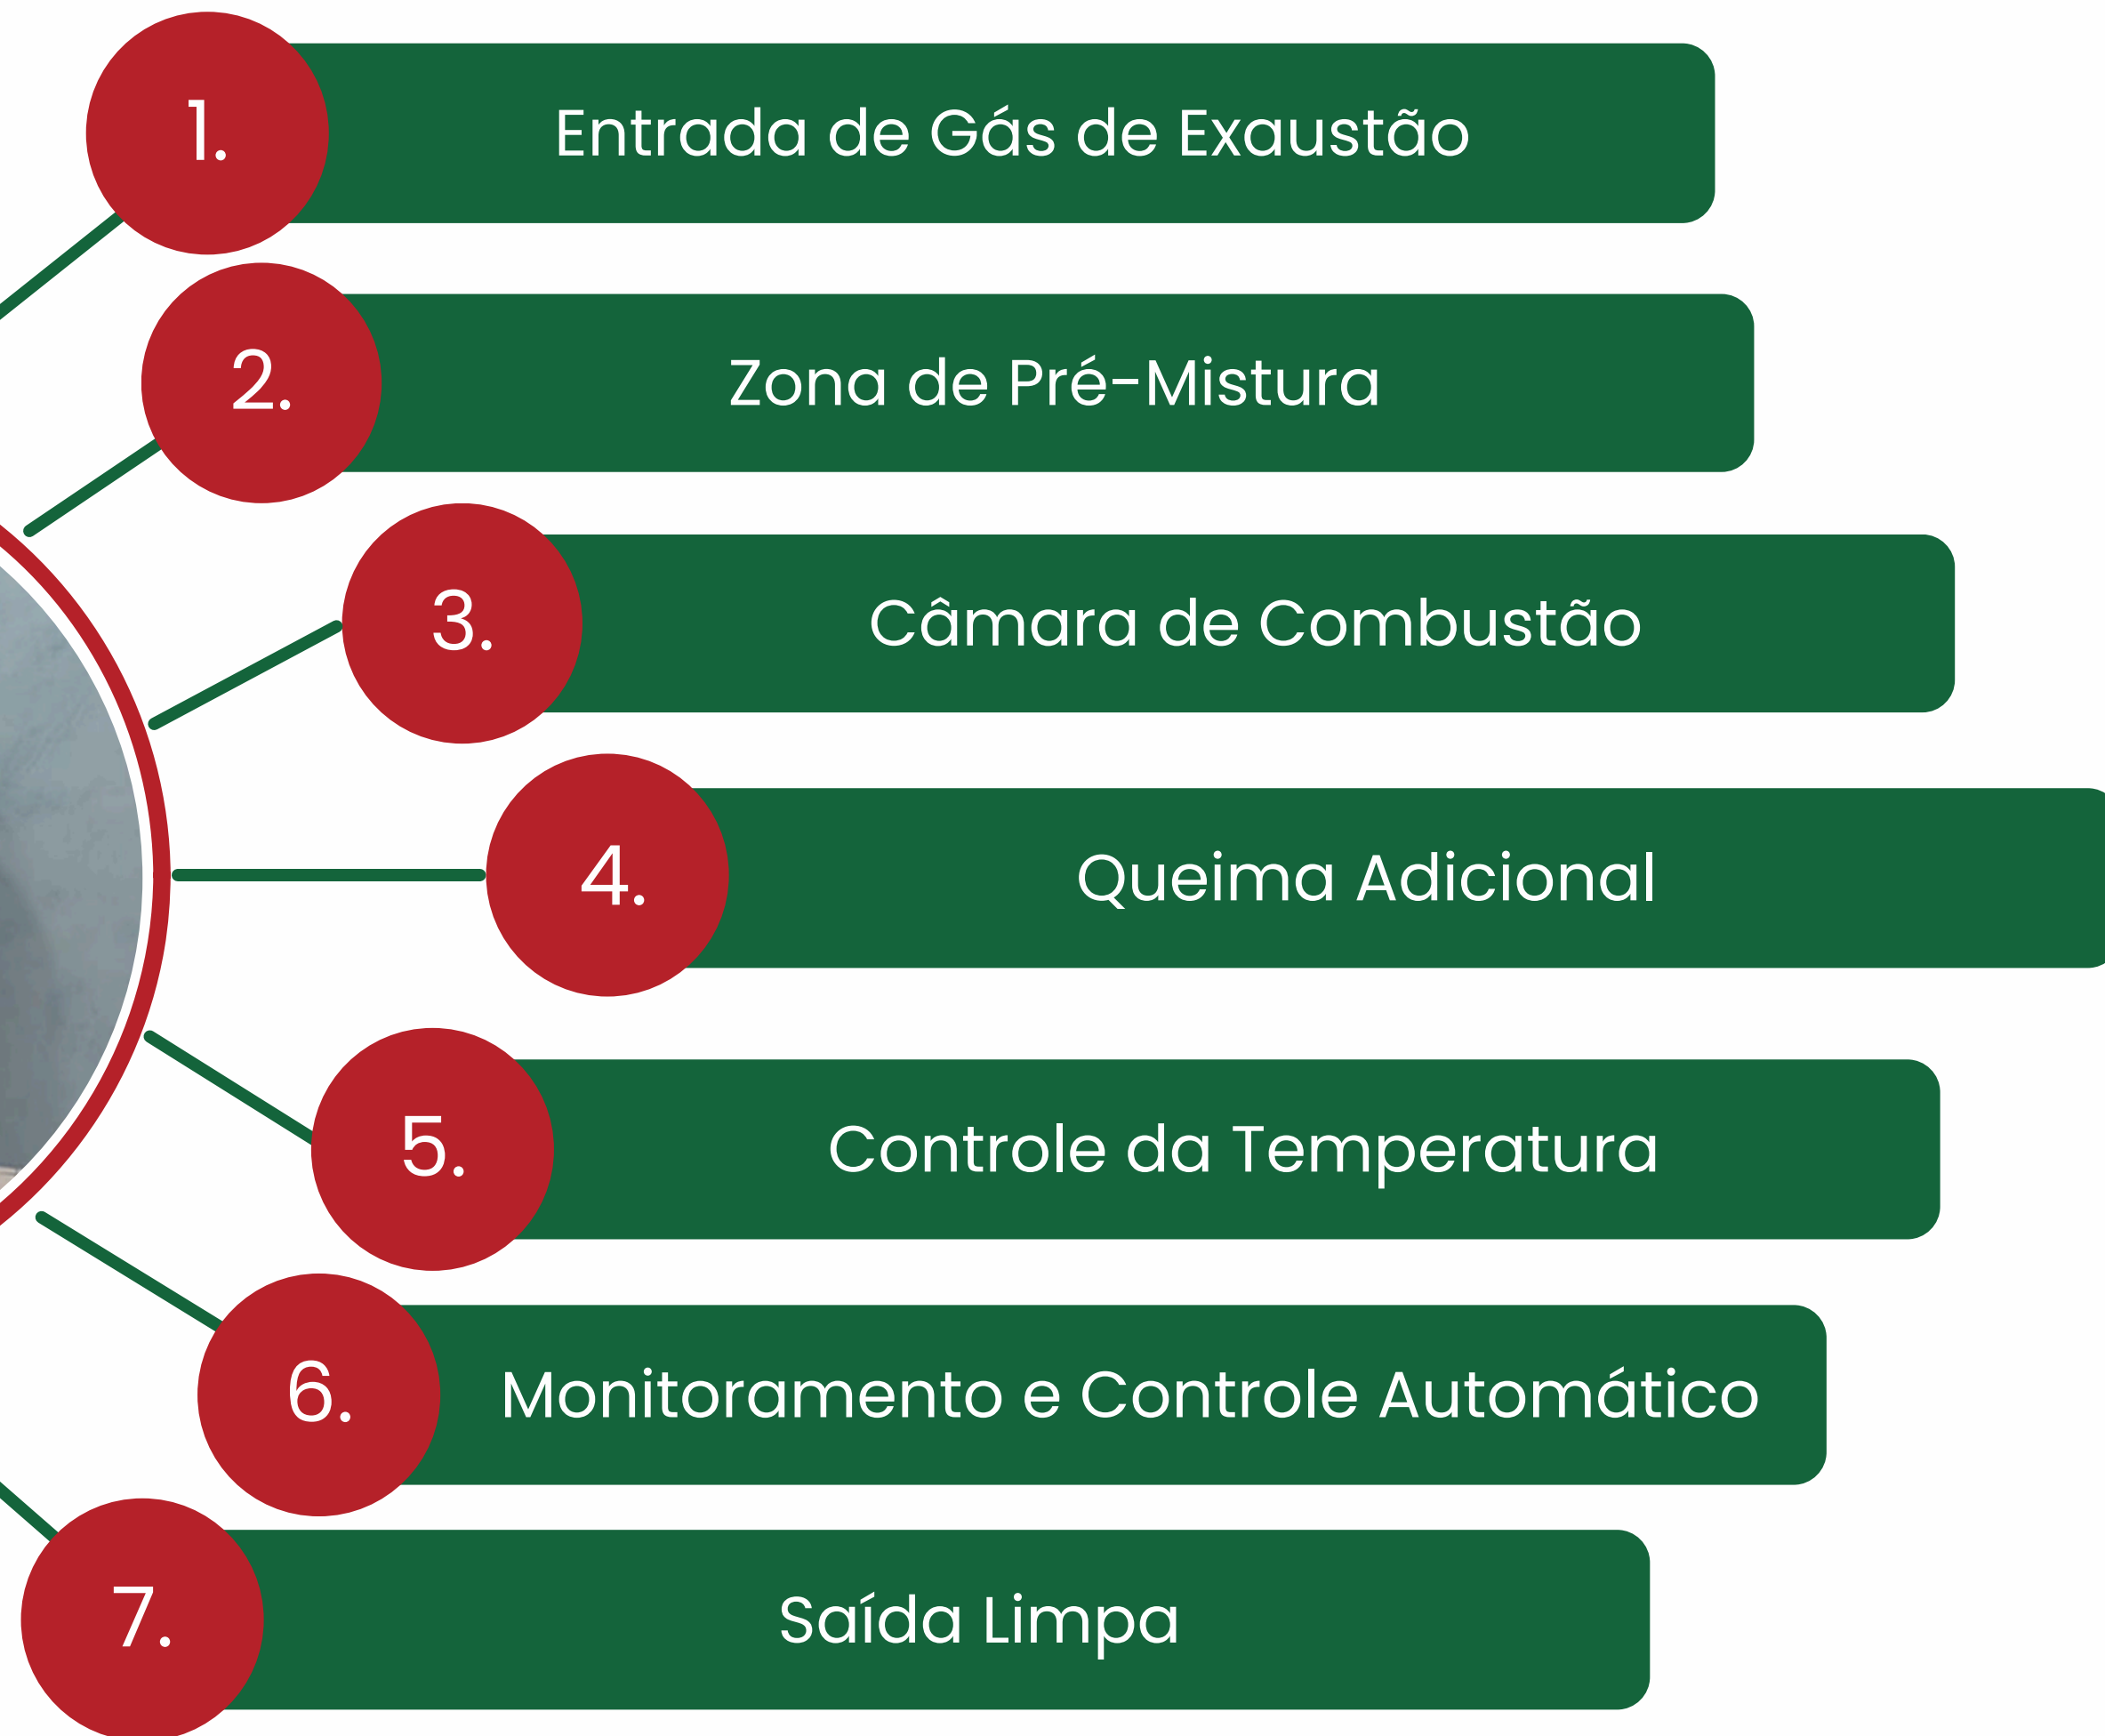 1. Entrada de Gás de Exaustão
2. Zona de Pré-Mistura
3. Câmara de Combustão
4. Queima Adicional
5. Controle da Temperatura
6. Monitoramento e Controle Automático
7. Saída Limpa